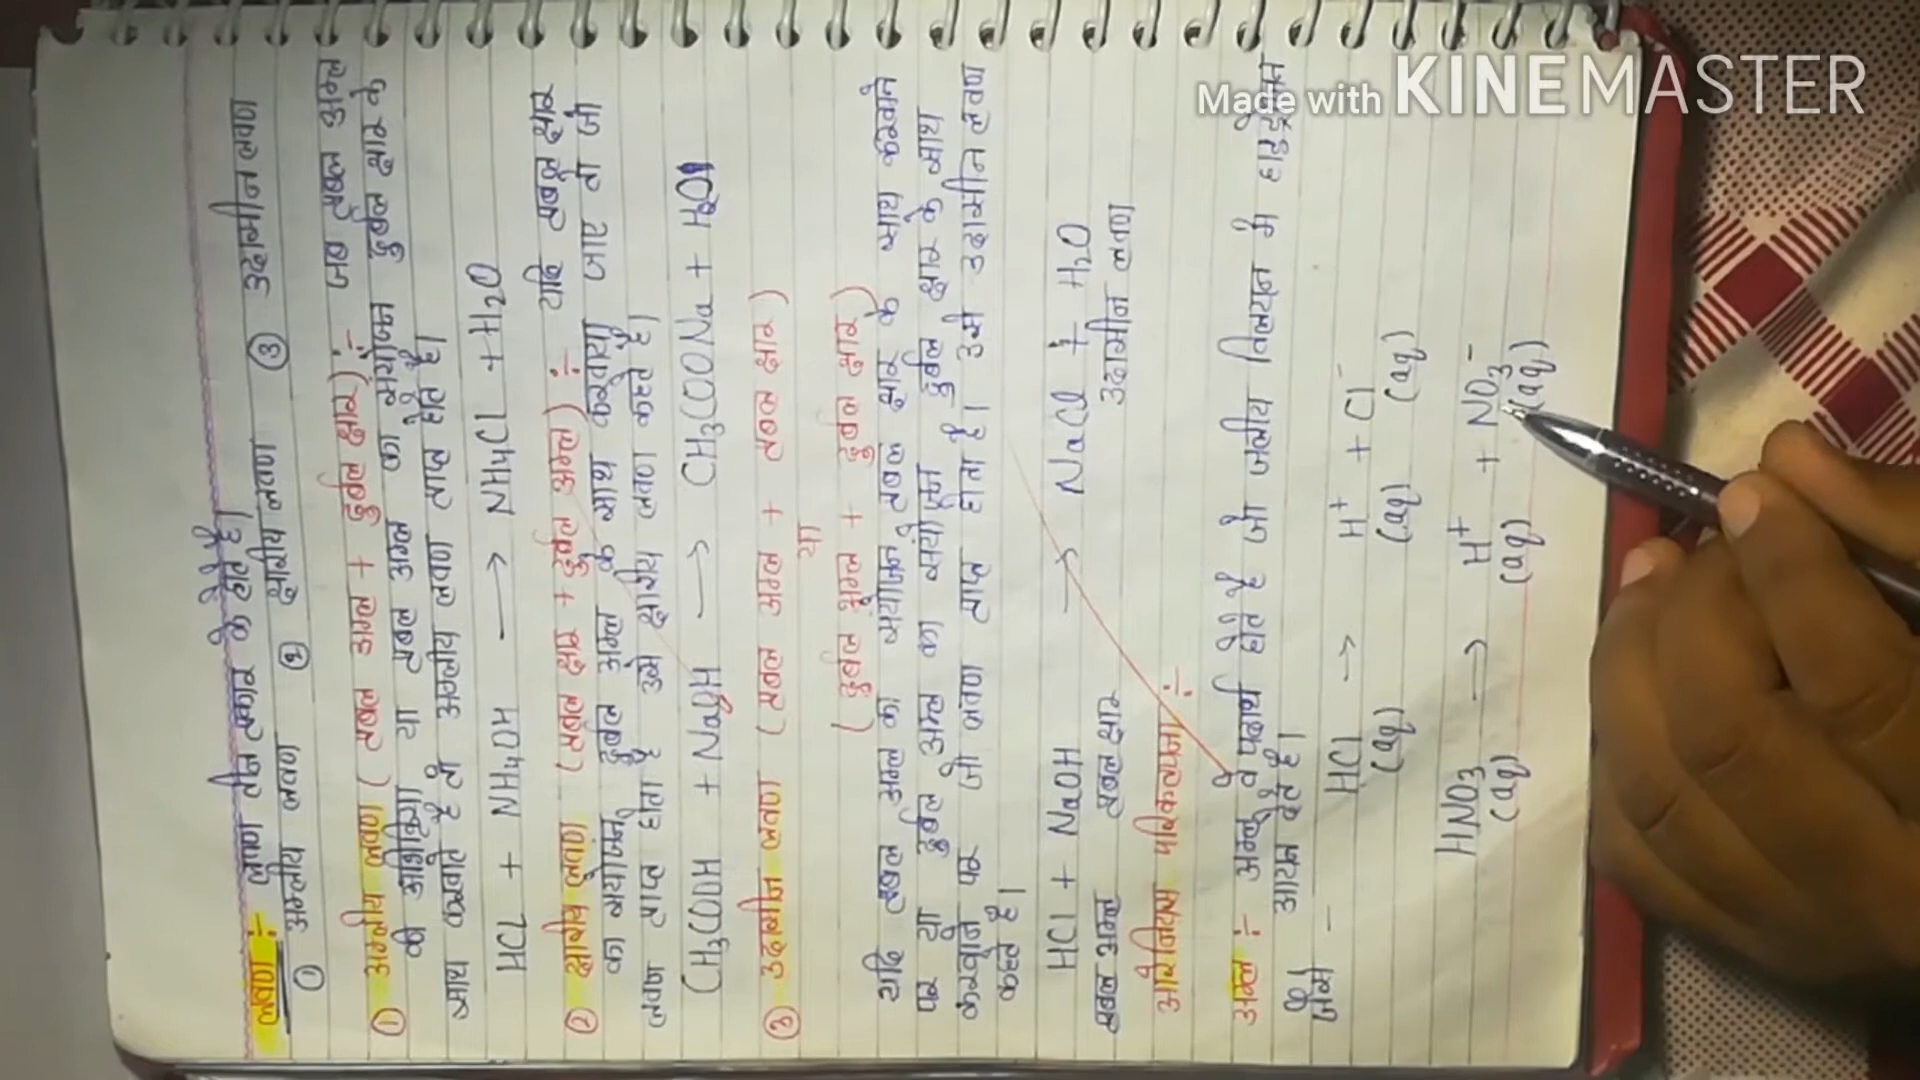 लवण :- लवण तीन प्रकार के होते है।
① अम्लीय लवण ② क्षारीय लवण ③ उदासीन लवण
① अम्लीय लवण ( प्रबल अम्ल + दुर्बल क्षार) :- जब प्रबल अम्ल
की अभिक्रिया या प्रबल अम्ल का संयोजन दुर्बल क्षार के
साथ करवाते है तो अम्लीय लवण प्राप्त होते है।
HCL + NH4OH → NH4Cl + H2O
② क्षारीय लवण (प्रबल क्षार + दुर्बल अम्ल) :- यदि प्रबल क्षार
का संयोजन दुर्बल अम्ल के साथ करवाया जाए तो जो
लवण प्राप्त होता है उसे क्षारीय लवण कहते है।
CH3COOH + NaOH → CH3COONa + H2O
③ उदासीन लवण (प्रबल अम्ल + प्रबल क्षार)
या
(दुर्बल अम्ल + दुर्बल क्षार)
यदि प्रबल अम्ल का संयोजन प्रबल क्षार के साथ करवाने
पर या दुर्बल अम्ल का संयोजन दुर्बल क्षार के साथ
करवाने पर जो लवण प्राप्त होता है। उसे उदासीन लवण
कहते है।
HCl + NaOH → NaCl + H2O
प्रबल अम्ल प्रबल क्षार उदासीन लवण
आरेनियस परिकल्पना :-
अम्ल :- अम्ल वे पदार्थ होते है जो जलीय विलयन में हाइड्रोजन
आयन देते है।
जैसे -
HCl → H+ + Cl-
(aq) (aq) (aq)
HNO3 → H+ + NO3-
(aq) (aq) (aq)
Made with KINEMASTER